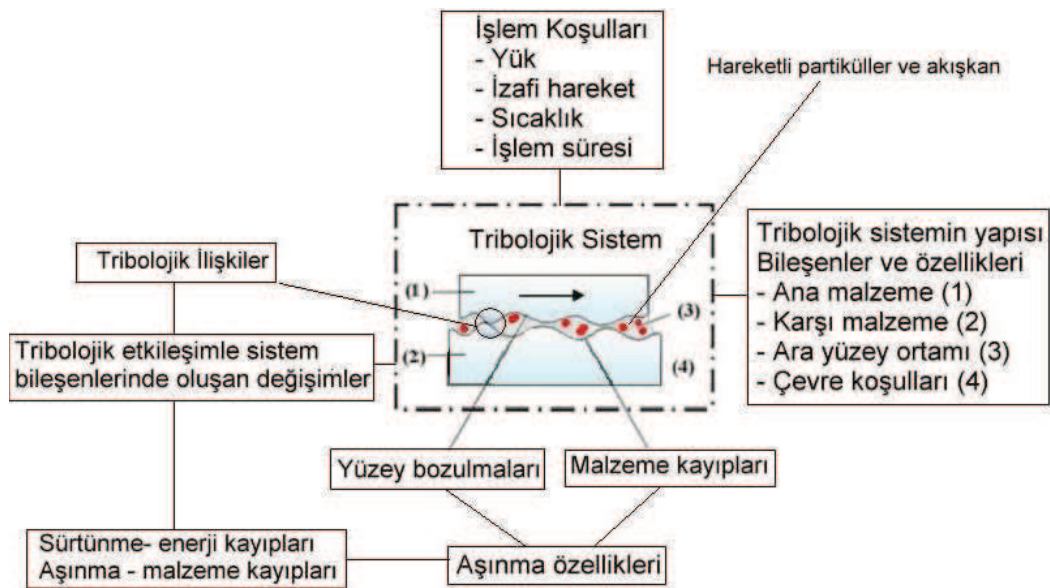 İşlem Koşulları
- Yük
- İzafi hareket
- Sıcaklık
- İşlem süresi
Hareketli partiküller ve akışkan
Tribolojik Sistem
Tribolojik İlişkiler
(1)
(2)
(3)
(4)
Tribolojik sistemin yapısı
Bileşenler ve özellikleri
- Ana malzeme (1)
- Karşı malzeme (2)
- Ara yüzey ortamı (3)
- Çevre koşulları (4)
Tribolojik etkileşimle sistem
bileşenlerinde oluşan değişimler
Yüzey bozulmaları
Malzeme kayıpları
Sürtünme- enerji kayıpları
Aşınma - malzeme kayıpları
Aşınma özellikleri